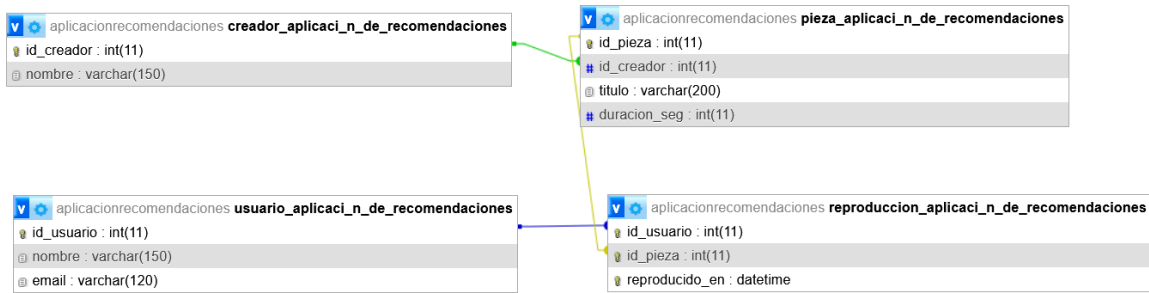 aplicacionrecomendaciones creador_aplicaci_n_de_recomendaciones
id_creador : int(11)
nombre : varchar(150)
aplicacionrecomendaciones pieza_aplicaci_n_de_recomendaciones
id_pieza : int(11)
# id_creador : int(11)
titulo : varchar(200)
# duracion_seg : int(11)
aplicacionrecomendaciones usuario_aplicaci_n_de_recomendaciones
id_usuario : int(11)
nombre : varchar(150)
email : varchar(120)
aplicacionrecomendaciones reproduccion_aplicaci_n_de_recomendaciones
id_usuario : int(11)
id_pieza : int(11)
reproducido_en : datetime